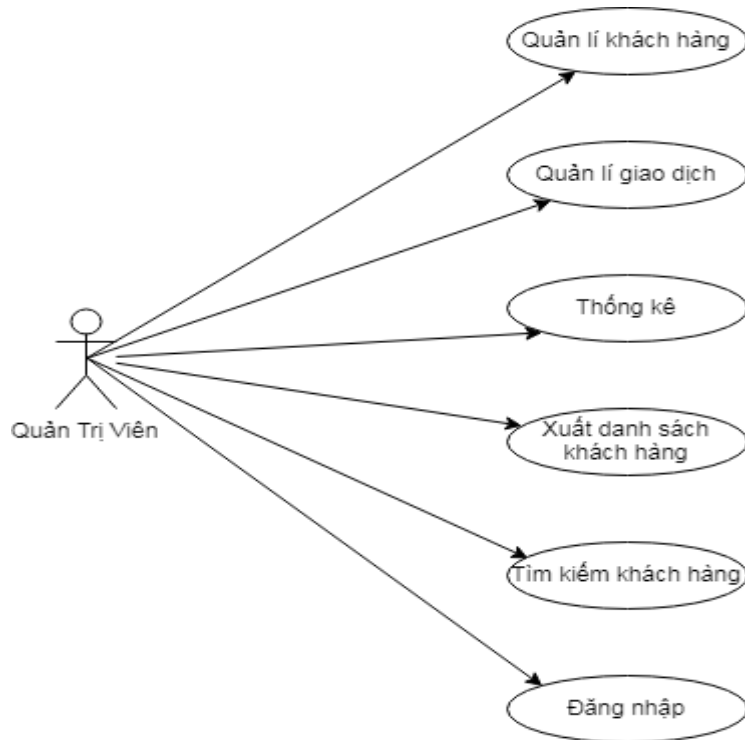 Quản lí khách hàng
Quản lí giao dịch
Thống kê
Quản Trị Viên
Xuất danh sách
khách hàng
Tìm kiếm khách hàng
Đăng nhập